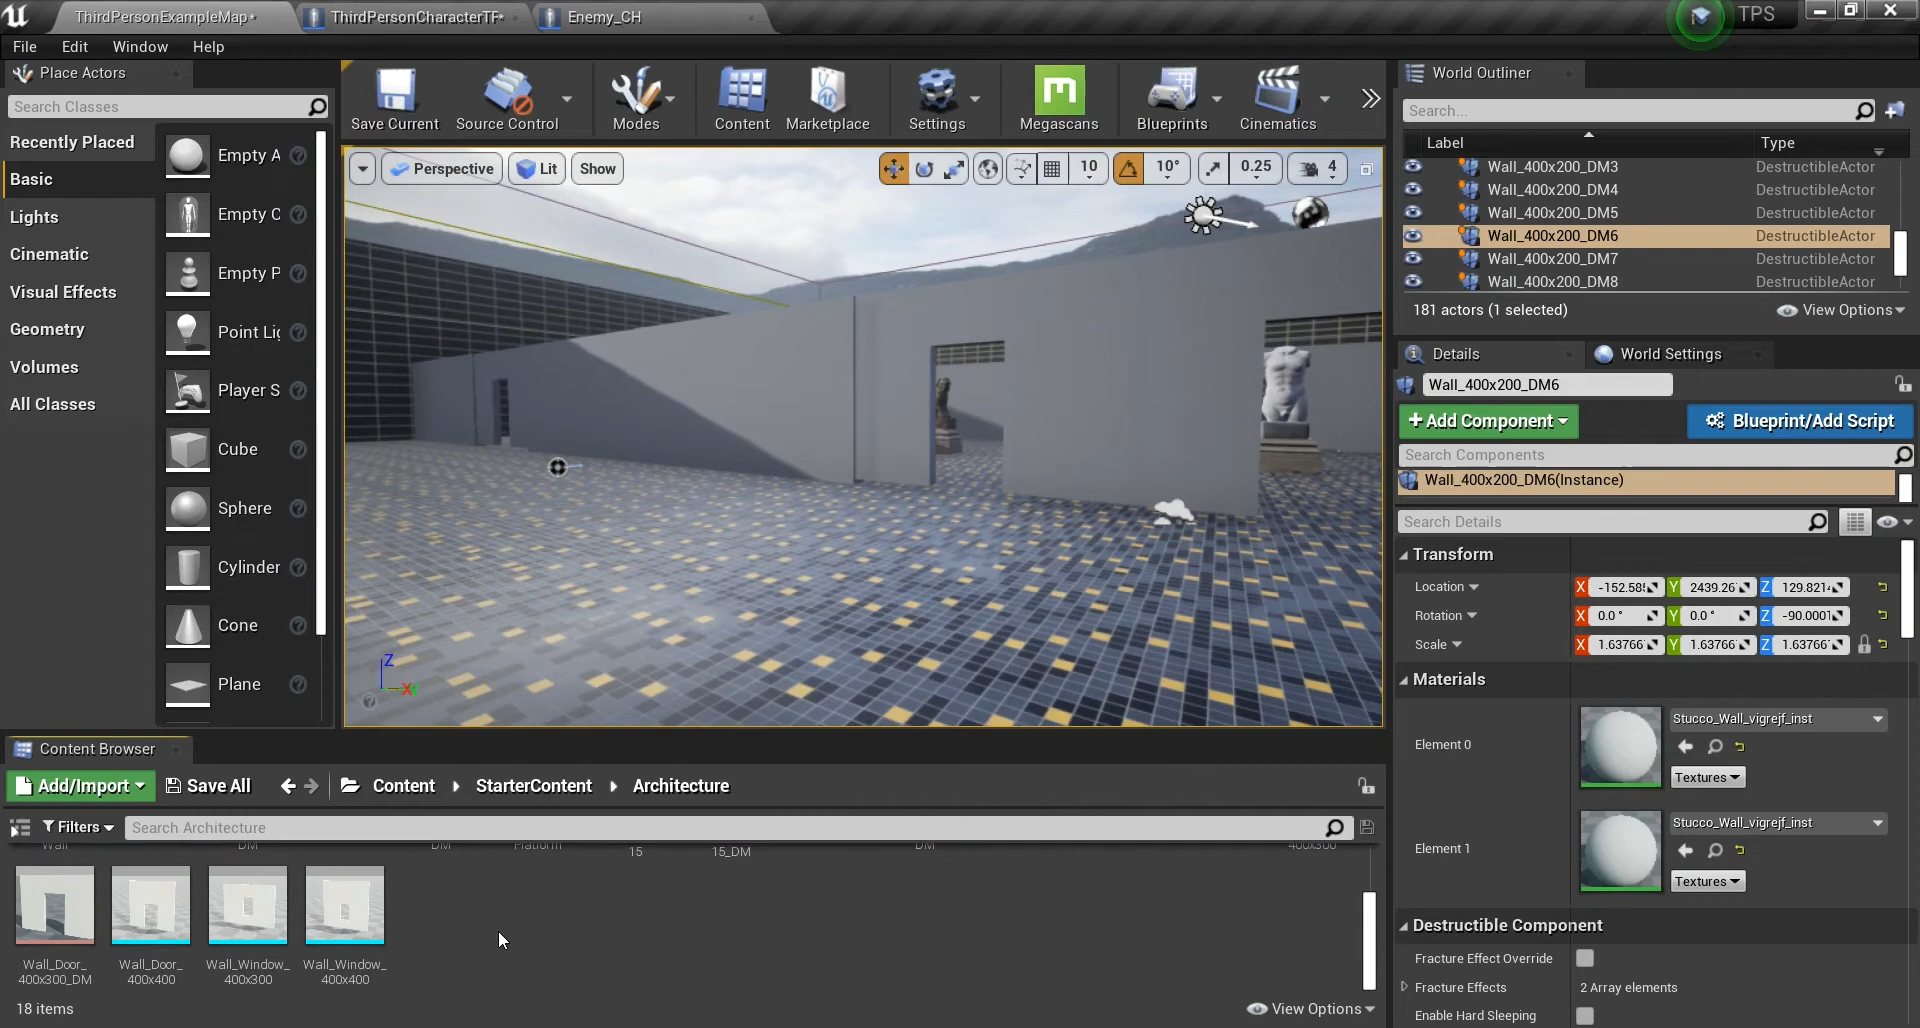 ThirdPersonExampleMap*
ThirdPersonCharacterTF*
Enemy_CH
TPS
File Edit Window Help
Place Actors
Search Classes
Recently Placed
Basic
Lights
Cinematic
Visual Effects
Geometry
Volumes
All Classes
Empty A
Empty C
Empty P
Point Lig
Player S
Cube
Sphere
Cylinder
Cone
Plane
Save Current
Source Control
Modes
Content
Marketplace
Settings
Megascans
Blueprints
Cinematics
Perspective
Lit
Show
10
10°
0.25
4
Z
X
World Outliner
Search...
Label Type
Wall_400x200_DM3 DestructibleActor
Wall_400x200_DM4 DestructibleActor
Wall_400x200_DM5 DestructibleActor
Wall_400x200_DM6 DestructibleActor
Wall_400x200_DM7 DestructibleActor
Wall_400x200_DM8 DestructibleActor
181 actors (1 selected)
View Options
Details
World Settings
Wall_400x200_DM6
+Add Component
Blueprint/Add Script
Search Components
Wall_400x200_DM6(Instance)
Search Details
Transform
Location X Y 2439.26 Z
Rotation X 0.0° Y 0.0° Z
Scale X 1.63766 Y 1.63766 Z 1.63766
Materials
Element 0
Stucco_Wall_vigrejf_inst
Textures
Element 1
Stucco_Wall_vigrejf_inst
Textures
Destructible Component
Fracture Effect Override
Fracture Effects 2 Array elements
Enable Hard Sleeping
Content Browser
Add/Import
Save All
Content
StarterContent
Architecture
Filters
Search Architecture
Wall
DM
DM
Platform
15
15_DM
DM
400x300
Wall_Door_
400x300_DM
Wall_Door_
400x400
Wall_Window_
400x300
Wall_Window_
400x400
18 items
View Options